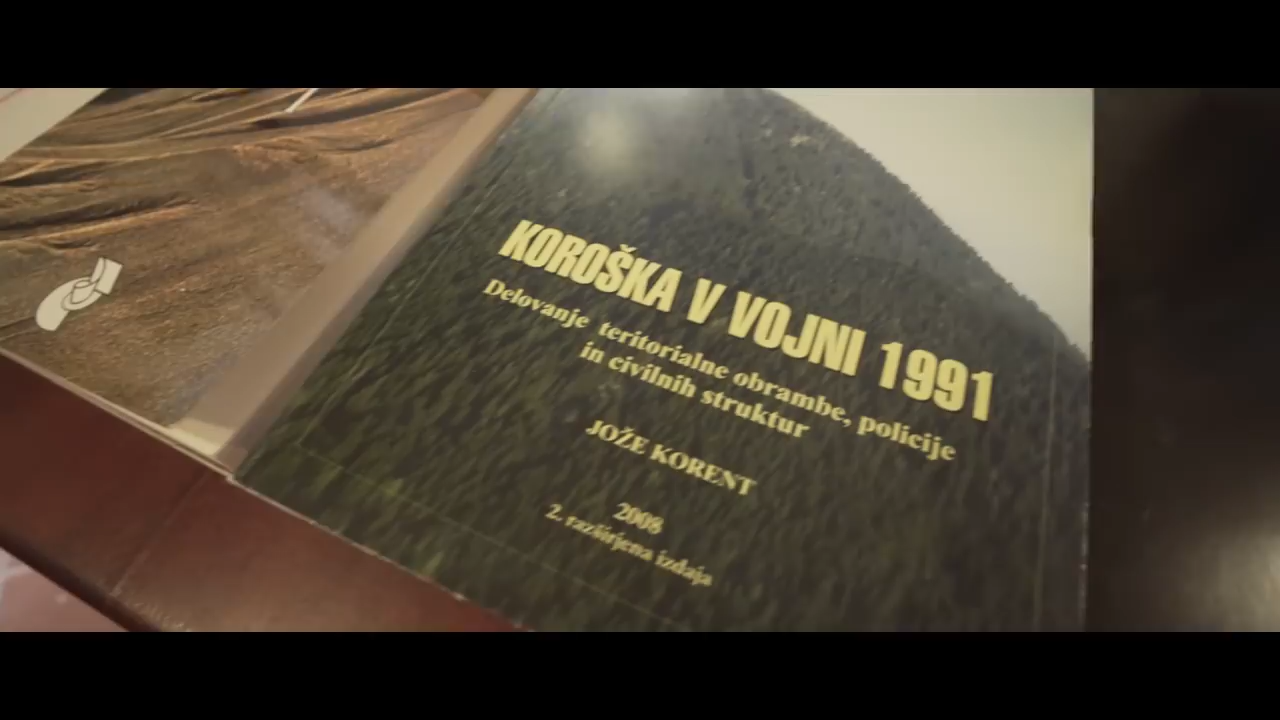 KOROŠKA V VOJNI 1991
Delovanje teritorialne obrambe, policije
in civilnih struktur
JOŽE KORENT
2008
2. razširjena izdaja